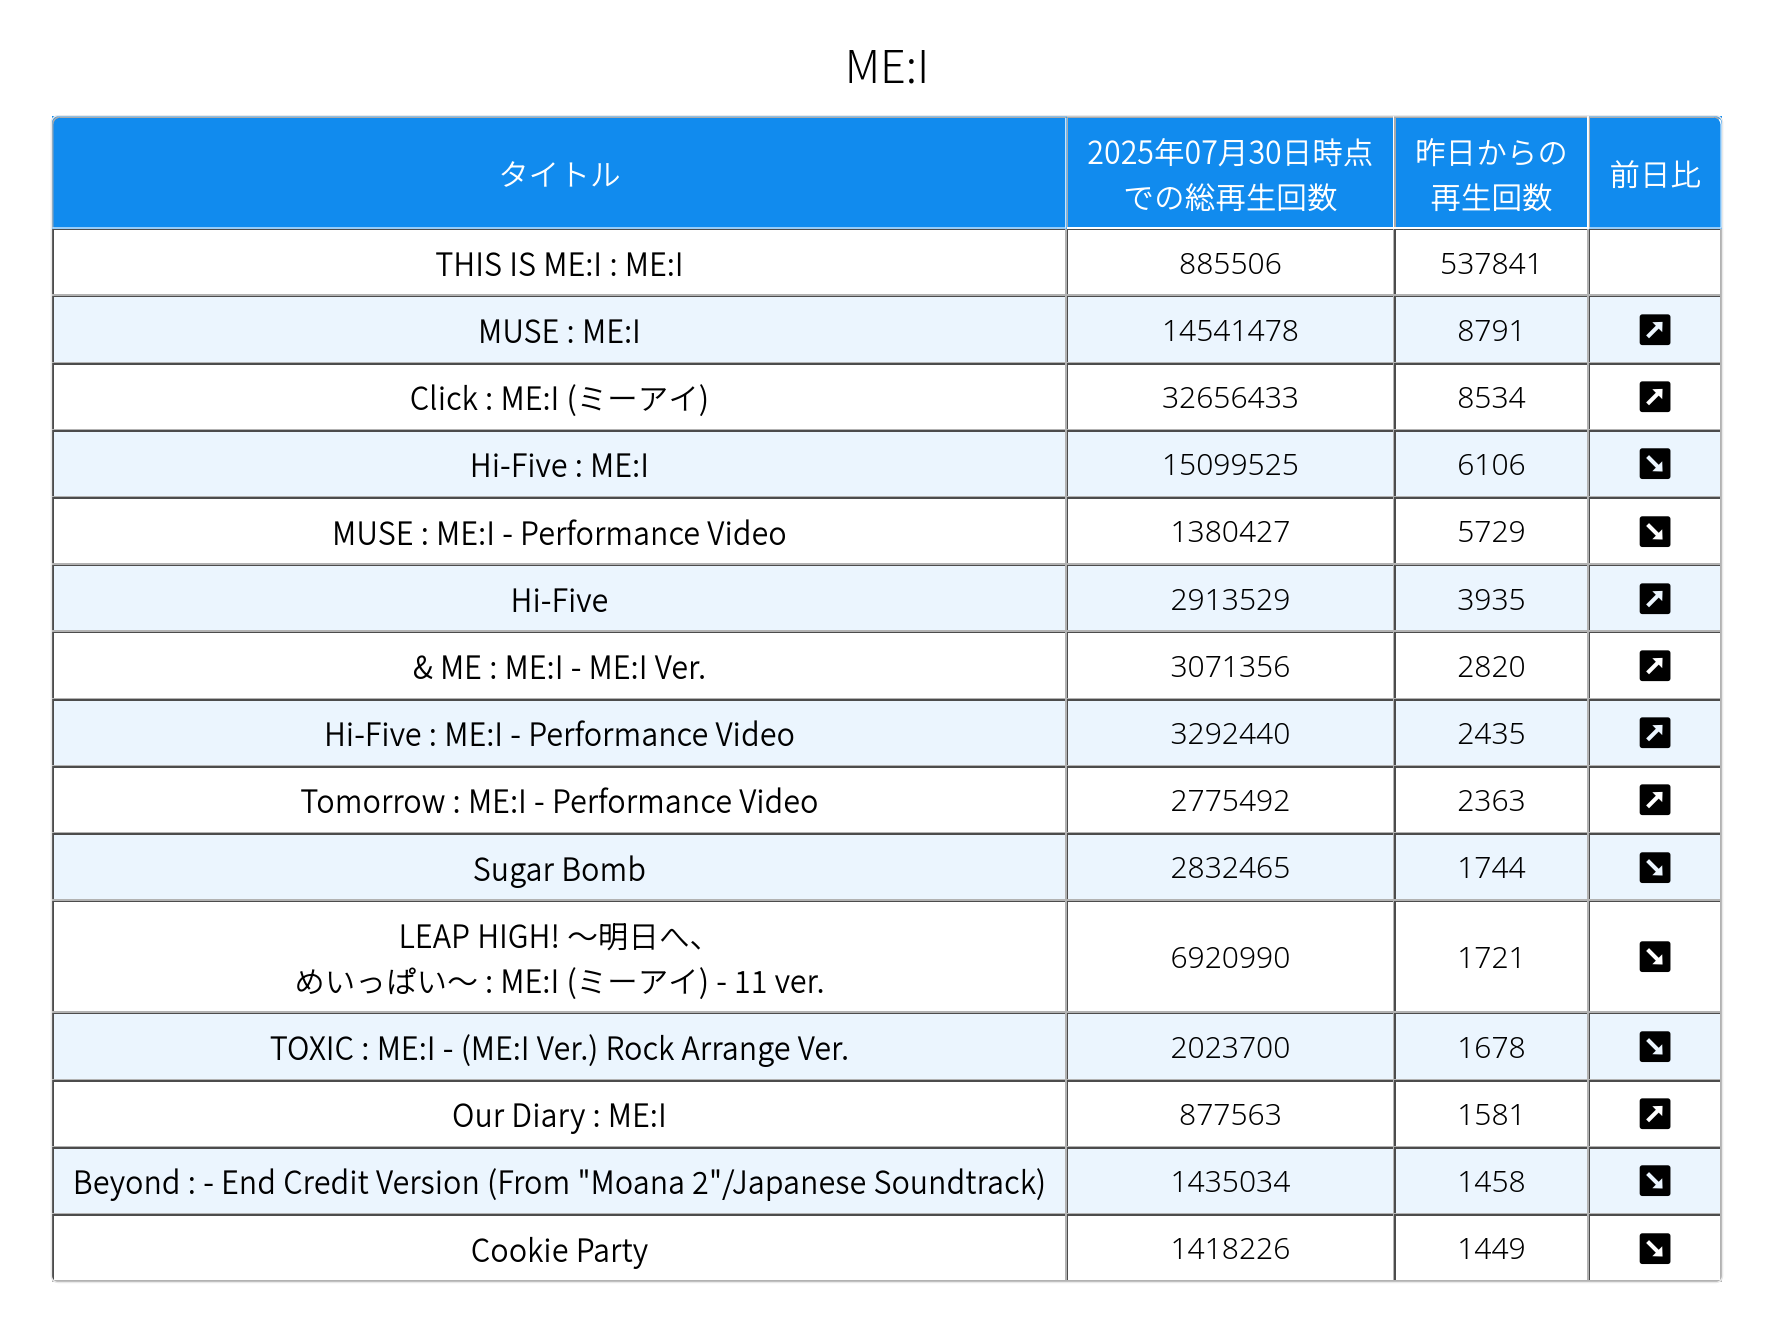 ME:I
タイトル
2025年07月30日時点
での総再生回数
昨日からの
再生回数
前日比
THIS IS ME:I : ME:I 885506 537841
MUSE : ME:I 14541478 8791 ↗
Click : ME:I (ミーアイ) 32656433 8534 ↗
Hi-Five : ME:I 15099525 6106 ↘
MUSE : ME:I - Performance Video 1380427 5729 ↘
Hi-Five 2913529 3935 ↗
& ME : ME:I - ME:I Ver. 3071356 2820 ↗
Hi-Five : ME:I - Performance Video 3292440 2435 ↗
Tomorrow : ME:I - Performance Video 2775492 2363 ↗
Sugar Bomb 2832465 1744 ↘
LEAP HIGH! 〜明日へ、
めいっぱい〜 : ME:I (ミーアイ) - 11 ver. 6920990 1721 ↘
TOXIC : ME:I - (ME:I Ver.) Rock Arrange Ver. 2023700 1678 ↘
Our Diary : ME:I 877563 1581 ↗
Beyond : - End Credit Version (From "Moana 2"/Japanese Soundtrack) 1435034 1458 ↘
Cookie Party 1418226 1449 ↘